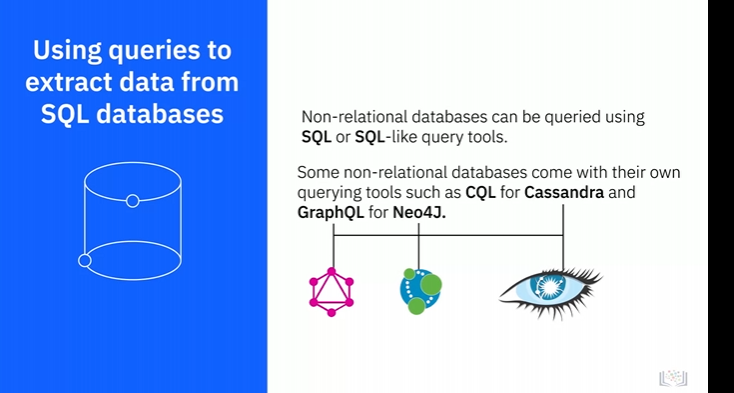 Using queries to
extract data from
SQL databases
Non-relational databases can be queried using
SQL or SQL-like query tools.
Some non-relational databases come with their own
querying tools such as CQL for Cassandra and
GraphQL for Neo4J.